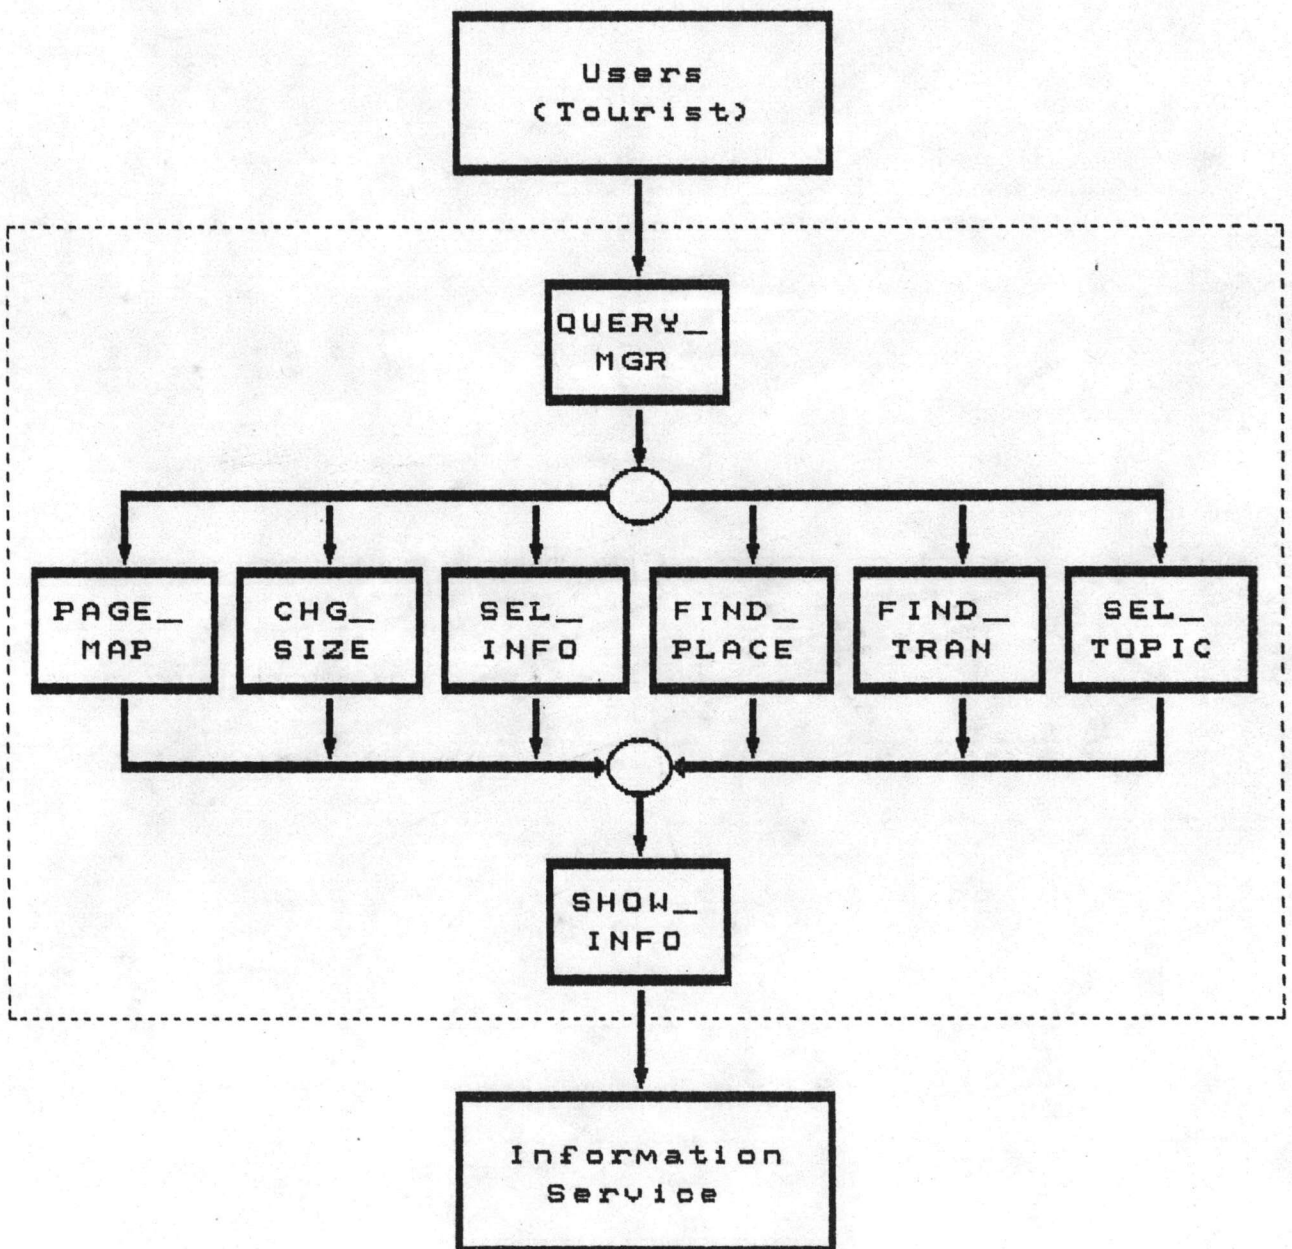 Users
(Tourist)
QUERY_
MGR
PAGE_
MAP
CHG_
SIZE
SEL_
INFO
FIND_
PLACE
FIND_
TRAN
SEL_
TOPIC
SHOW_
INFO
Information
Service